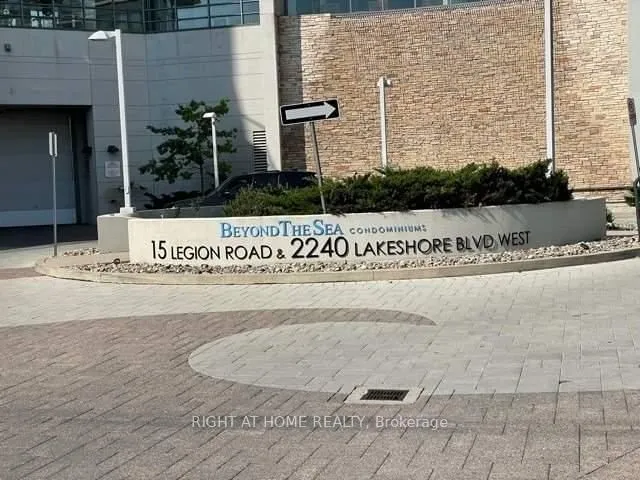 BEYOND THE SEA CONDOMINIUMS
15 LEGION ROAD & 2240 LAKESHORE BLVD, WEST
RIGHT AT HOME REALTY, Brokerage